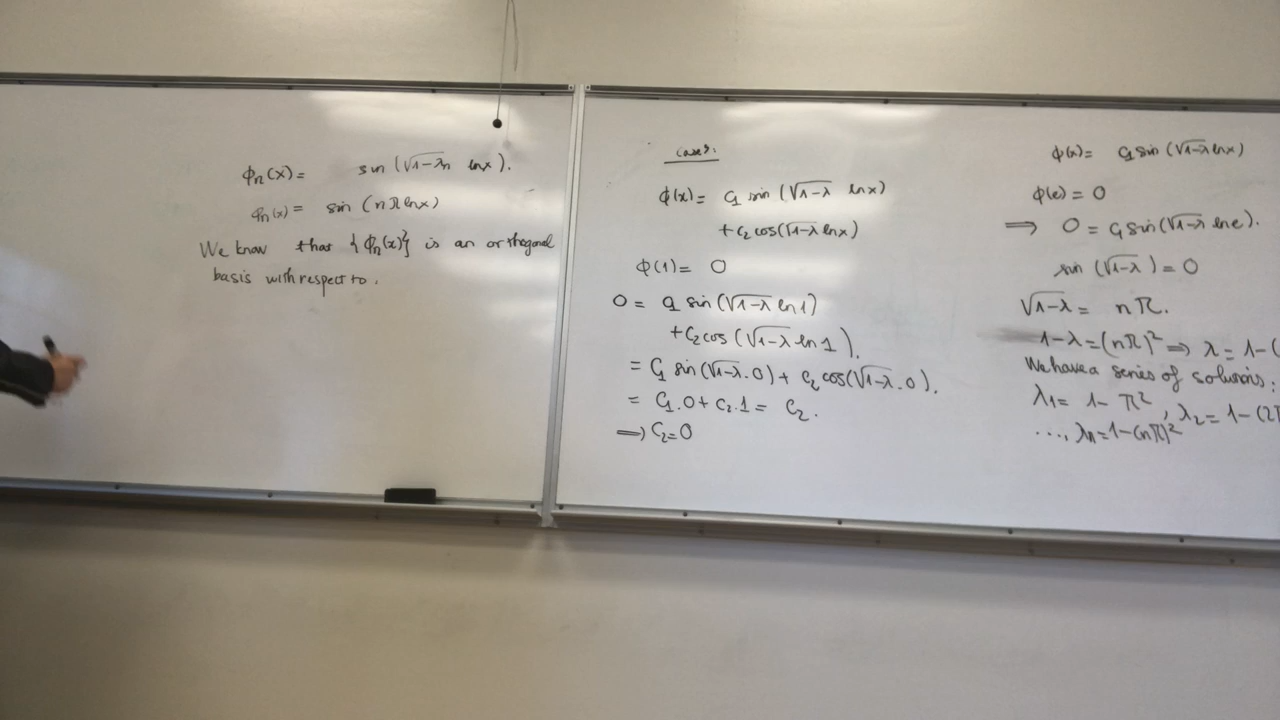 ϕn(x) = sin(√1-λn lnx).
ϕn(x) = sin(nπ lnx)
We know that {ϕn(x)} is an orthogonal
basis with respect to.
Case 3:
ϕ(x) = C1 sin(√1-λ lnx)
+ C2 cos(√1-λ lnx)
ϕ(1) = 0
0 = C1 sin(√1-λ ln1)
+ C2 cos(√1-λ ln1).
= C1 sin(√1-λ.0) + C2 cos(√1-λ.0).
= C1.0 + C2.1 = C2.
⟹ C2=0
ϕ(x) = C1 sin(√1-λ lnx)
ϕ(e) = 0
⟹ 0 = C1 sin(√1-λ lne).
sin(√1-λ) = 0
√1-λ = nπ.
1-λ = (nπ)² ⟹ λ = 1-(
We have a series of solutions:
λ1 = 1-π², λ2 = 1-(2π
..., λn = 1-(nπ)²